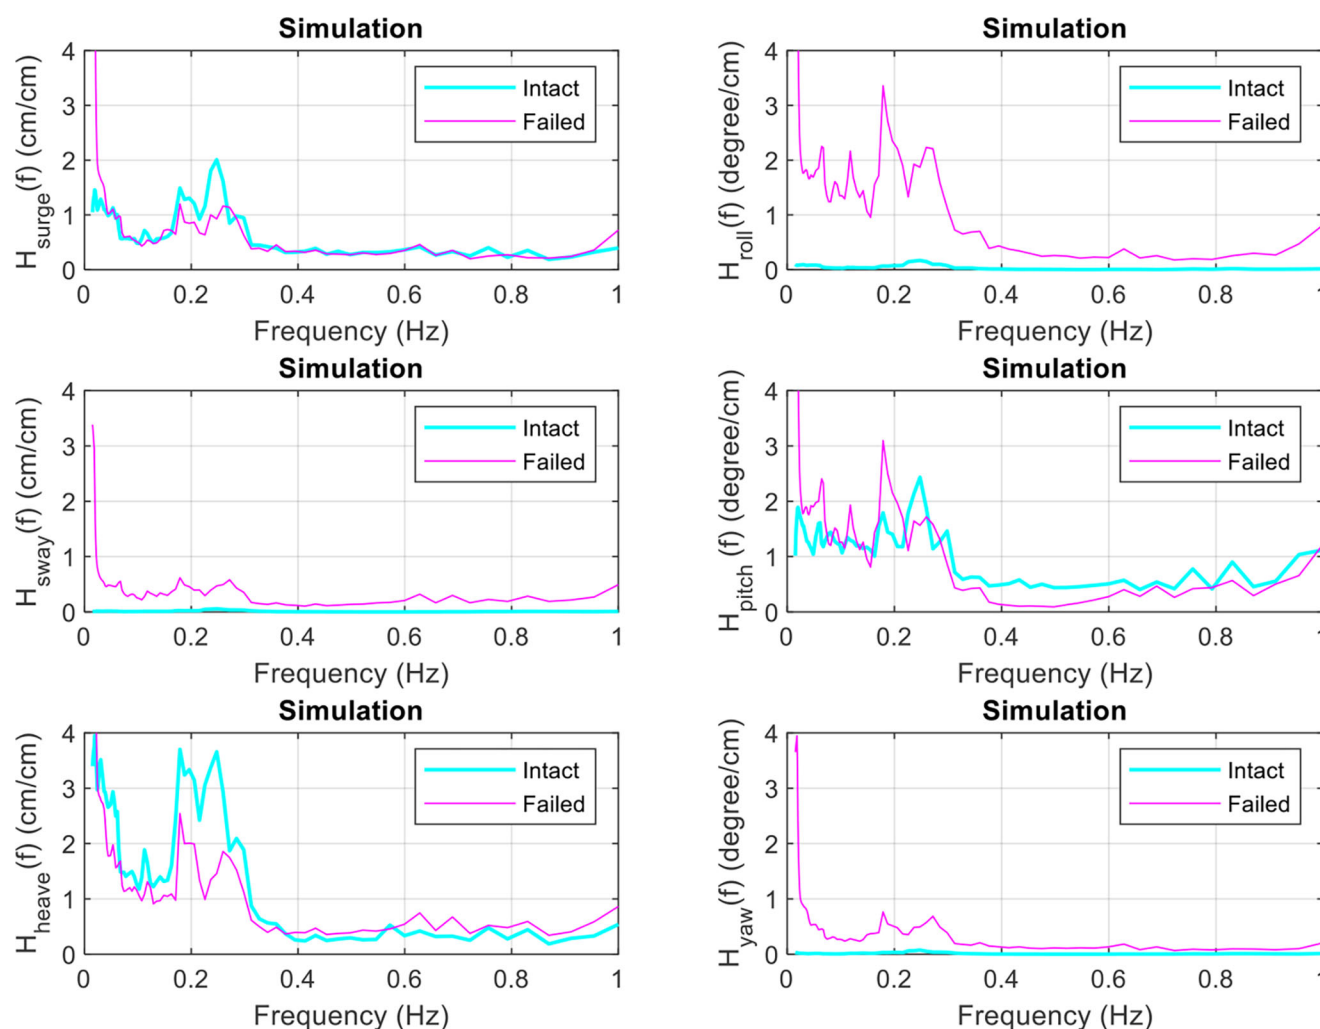 Simulation
H_surge(f) (cm/cm)
4
3
2
1
0
Intact
Failed
0 0.2 0.4 0.6 0.8 1
Frequency (Hz)
Simulation
H_roll(f) (degree/cm)
4
3
2
1
0
Intact
Failed
0 0.2 0.4 0.6 0.8 1
Frequency (Hz)
Simulation
H_sway(f) (cm/cm)
4
3
2
1
0
Intact
Failed
0 0.2 0.4 0.6 0.8 1
Frequency (Hz)
Simulation
H_pitch (f) (degree/cm)
4
3
2
1
0
Intact
Failed
0 0.2 0.4 0.6 0.8 1
Frequency (Hz)
Simulation
H_heave(f) (cm/cm)
4
3
2
1
0
Intact
Failed
0 0.2 0.4 0.6 0.8 1
Frequency (Hz)
Simulation
H_yaw(f) (degree/cm)
4
3
2
1
0
Intact
Failed
0 0.2 0.4 0.6 0.8 1
Frequency (Hz)